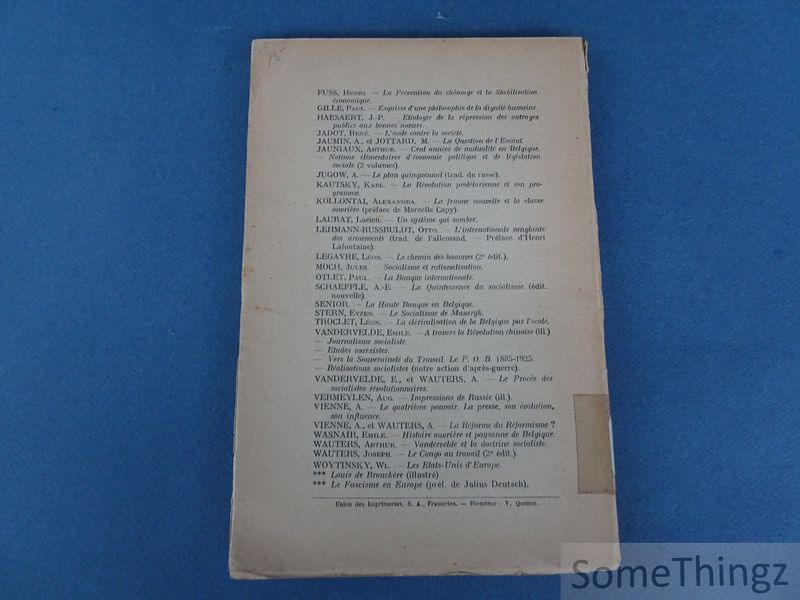 75
FUSS, HENRI. — La Prévention du chômage et la Stabilisation
économique.
GILLE, PAUL. — Esquisse d'une philosophie de la dignité humaine.
HAESAERT, J.-P. — Etiologie de la répression des outrages
publics aux bonnes mœurs.
JADOT, RENÉ. — L'école contre la société.
JAUMIN, A., et JOTTARD, M. — La Question de l'Escaut.
JAUNIAUX, ARTHUR. — Cent années de mutualité en Belgique.
— Notions élémentaires d'économie politique et de législation
sociale (2 volumes).
JUGOW, A. — Le plan quinquennal (trad. du russe).
KAUTSKY, KARL. — La Révolution prolétarienne et son pro-
gramme.
KOLLONTAI, ALEXANDRA. — La femme nouvelle et la classe
ouvrière (préface de Marcelle Capy).
LAURAT, Lucien. — Un système qui sombre.
LEHMANN-RUSSBULDT, OTTO. — L'internationale sanglante
des armements (trad. de l'allemand. — Préface d'Henri
Lafontaine).
LEGAVRE, LÉON. — Le chemin des hommes (2e édit.).
MOCH, JULES. — Socialisme et rationalisation.
OTLET, PAUL. — La Banque internationale.
SCHAEFFLE, A.-E. — La Quintessence du socialisme (édit.
nouvelle).
SENIOR. — La Haute Banque en Belgique.
STERN, EVZEN. — Le Socialisme de Masaryk.
TROCLET, LÉON. — La cléricalisation de la Belgique par l'école.
VANDERVELDE, EMILE. — A travers la Révolution chinoise (ill.)
— Journalisme socialiste.
— Etudes marxistes.
— Vers la Souveraineté du Travail. Le P. O. B. 1885-1925.
— Réalisations socialistes (notre action d'après-guerre).
VANDERVELDE, E., et WAUTERS, A. — Le Procès des
socialistes révolutionnaires.
VERMEYLEN, AUG. — Impressions de Russie (ill.).
VIENNE, A. — Le quatrième pouvoir. La presse, son évolution,
son influence.
VIENNE, A., et WAUTERS, A. — La Réforme du Réformisme ?
WASNAIR, EMILE. — Histoire ouvrière et paysanne de Belgique.
WAUTERS, ARTHUR. — Vandervelde et la doctrine socialiste.
WAUTERS, JOSEPH. — Le Congo au travail (2e édit.).
WOYTINSKY, WL. — Les Etats-Unis d'Europe.
*** Louis de Brouckère (illustré).
*** Le Fascisme en Europe (préf. de Julius Deutsch).
Union des Imprimeries, S. A., Frameries. — Directeur : V. Quenon.
SomeThingz